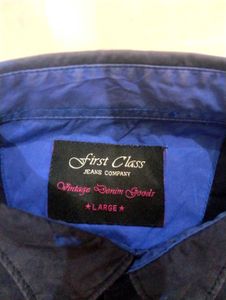 First Class
JEANS COMPANY
Vintage Denim Goods
★LARGE★